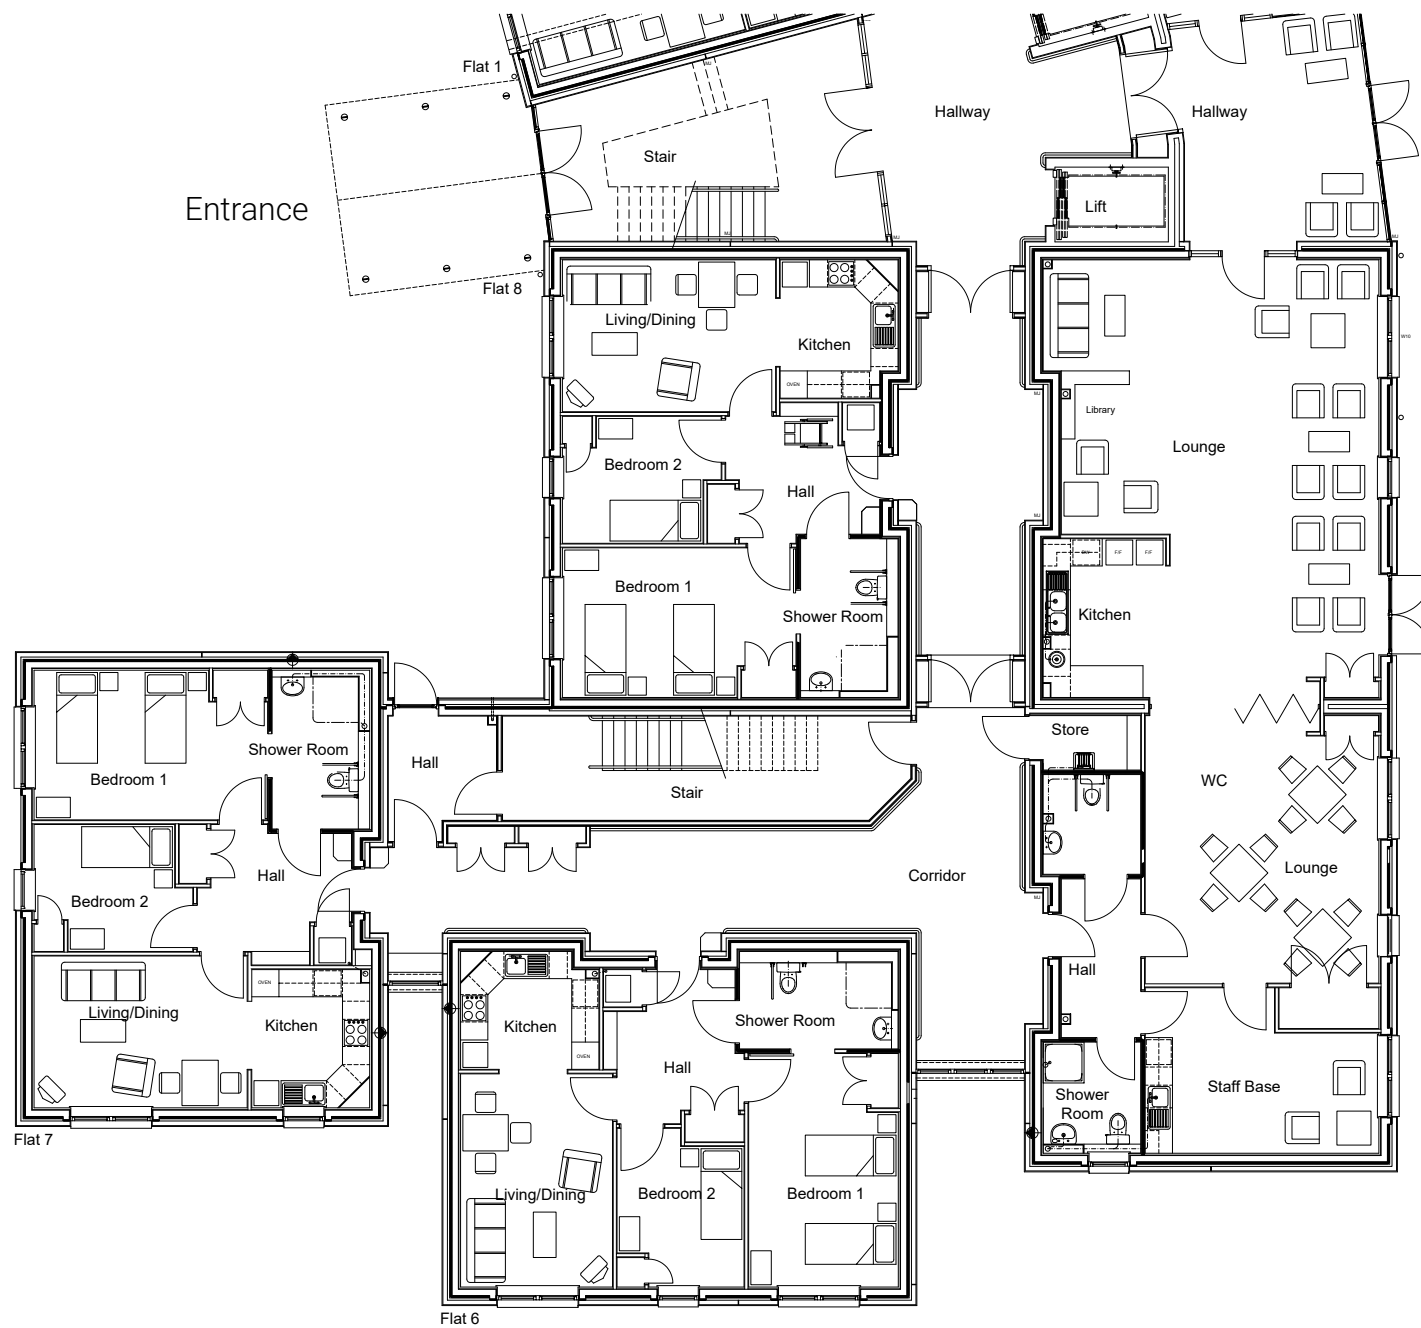 Flat 1
Hallway
Hallway
Stair
Entrance
Lift
Flat 8
Living/Dining
Kitchen
OVEN
Library
Lounge
Bedroom 2
Hall
Bedroom 1
Shower Room
F/F
F/F
Kitchen
Store
Shower Room
Hall
Bedroom 1
Stair
WC
Lounge
Hall
Corridor
Bedroom 2
Hall
OVEN
Living/Dining
Kitchen
Kitchen
Shower Room
OVEN
Hall
Staff Base
Shower
Room
Flat 7
Living/Dining
Bedroom 2
Bedroom 1
Flat 6